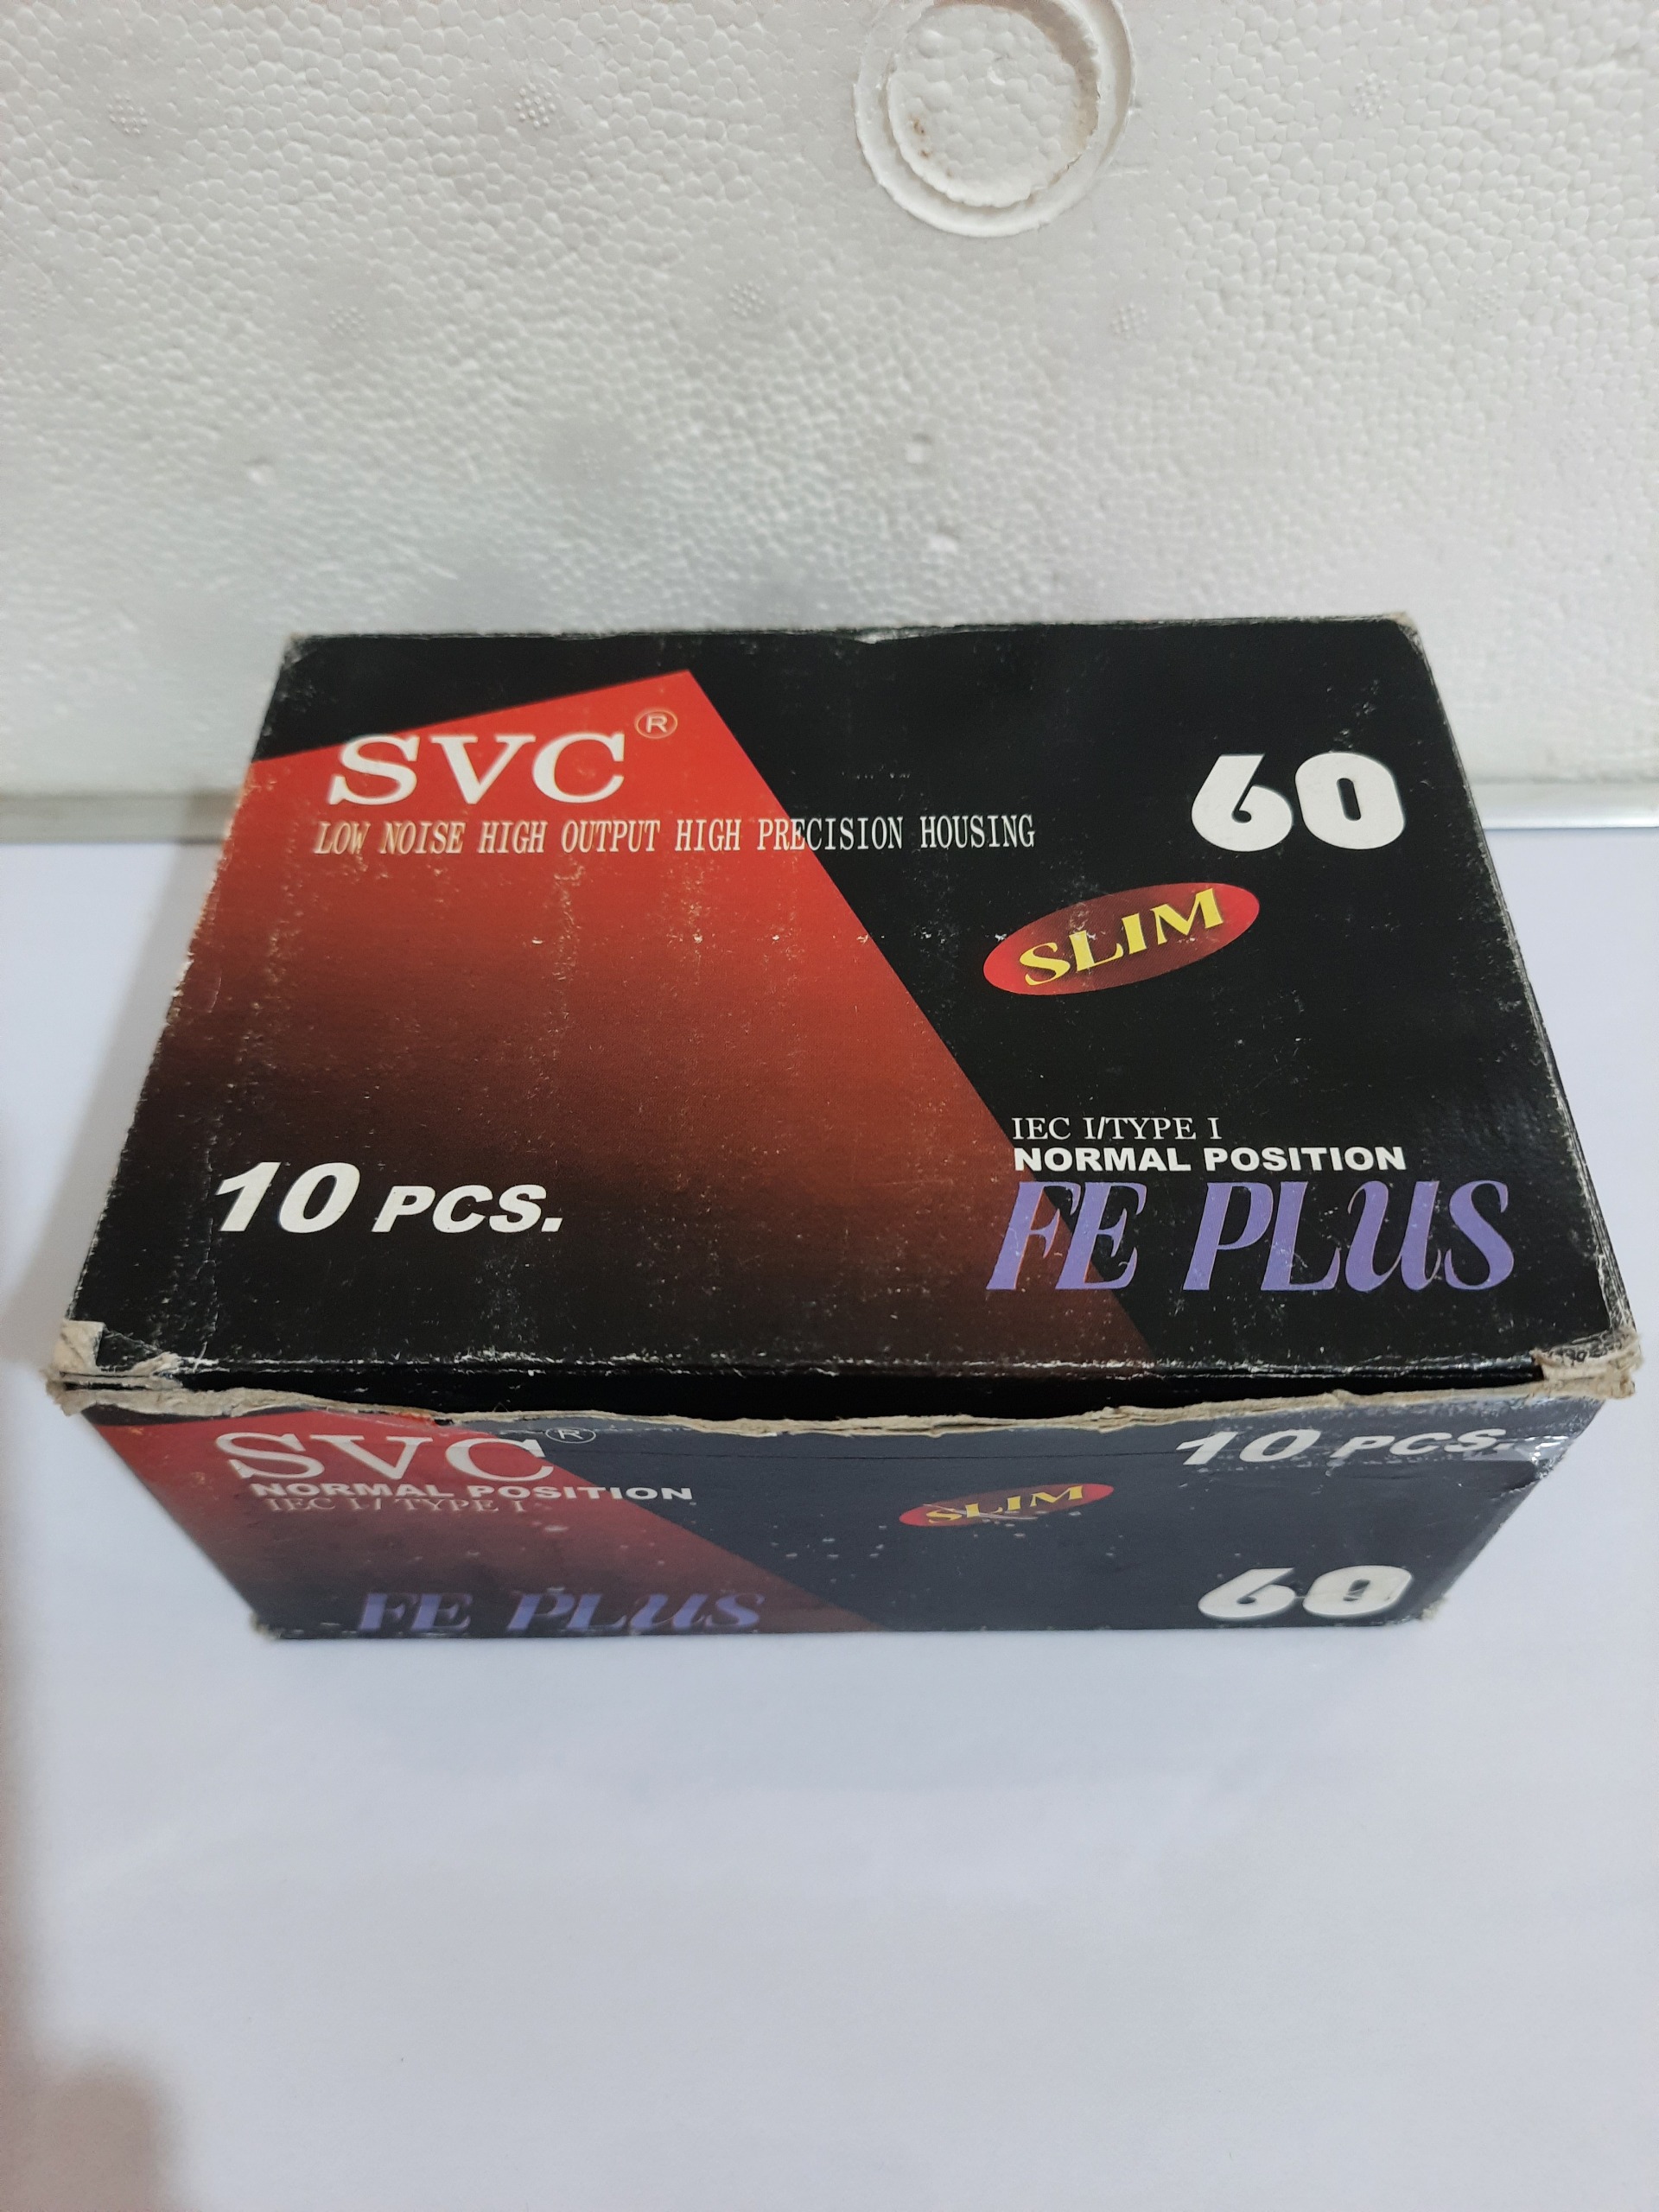 SVC®
60
LOW NOISE HIGH OUTPUT HIGH PRECISION HOUSING
SLIM
IEC I/TYPE I
NORMAL POSITION
10 PCS.
FE PLUS
SVC®
10 PCS.
NORMAL POSITION
IEC I/TYPE I
SLIM
FE PLUS
60